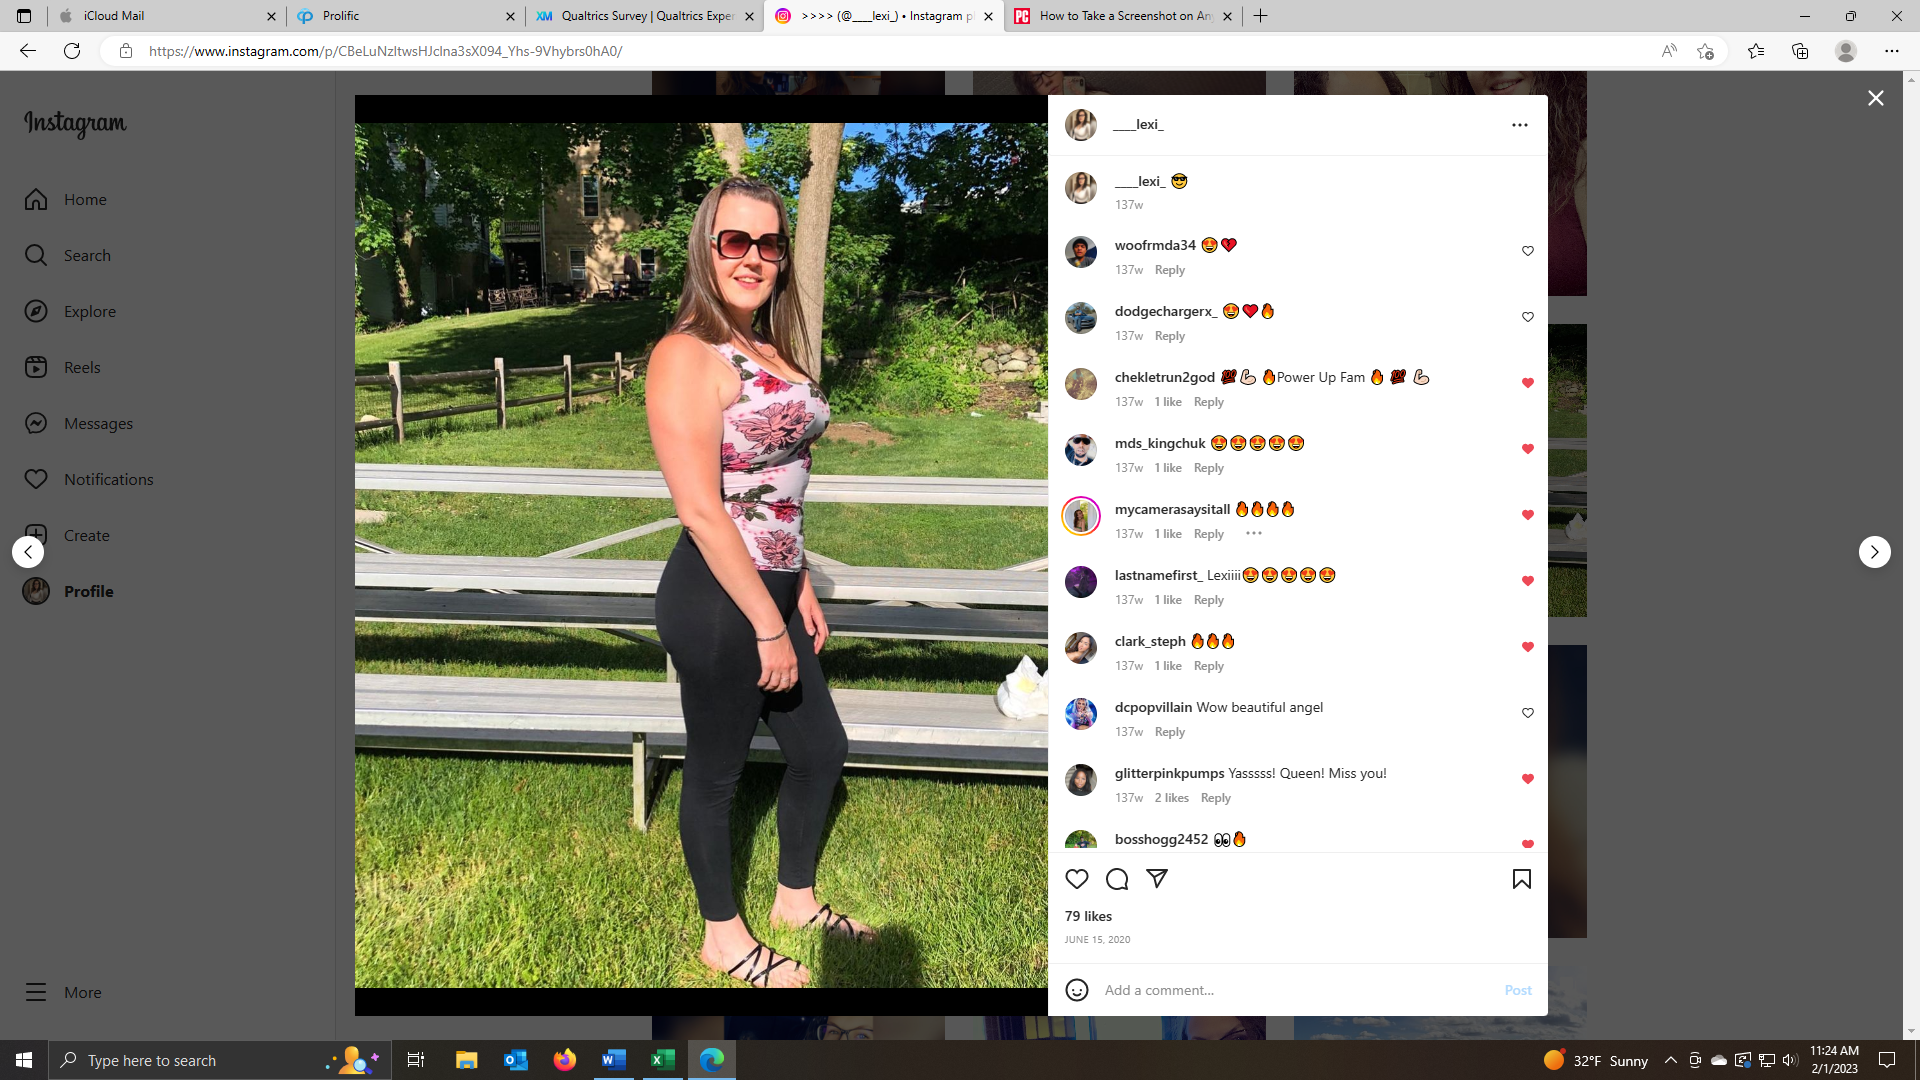 iCloud Mail
Prolific
Qualtrics Survey | Qualtrics Exper
>>>> (@____lexi_) • Instagram p
How to Take a Screenshot on An
https://www.instagram.com/p/CBeLuNzltwsHJclna3sX094_Yhs-9Vhybrs0hA0/
Instagram
Home
Search
Explore
Reels
Messages
Notifications
Create
Profile
More
____lexi_
____lexi_ 😎
137w
woofrmda34 😍💔
137w Reply
dodgechargerx_ 😍❤🔥
137w Reply
chekletrun2god 💯💪🏻 🔥Power Up Fam 🔥 💯 💪🏻
137w 1 like Reply
mds_kingchuk 😍😍😍😍😍
137w 1 like Reply
mycamerasaysitall 🔥🔥🔥🔥
137w 1 like Reply
lastnamefirst_ Lexiiii😍😍😍😍😍
137w 1 like Reply
clark_steph 🔥🔥🔥
137w 1 like Reply
dcpopvillain Wow beautiful angel
137w Reply
glitterpinkpumps Yasssss! Queen! Miss you!
137w 2 likes Reply
bosshogg2452 👀🔥
79 likes
JUNE 15, 2020
Add a comment...
Post
Type here to search
32°F Sunny
11:24 AM
2/1/2023